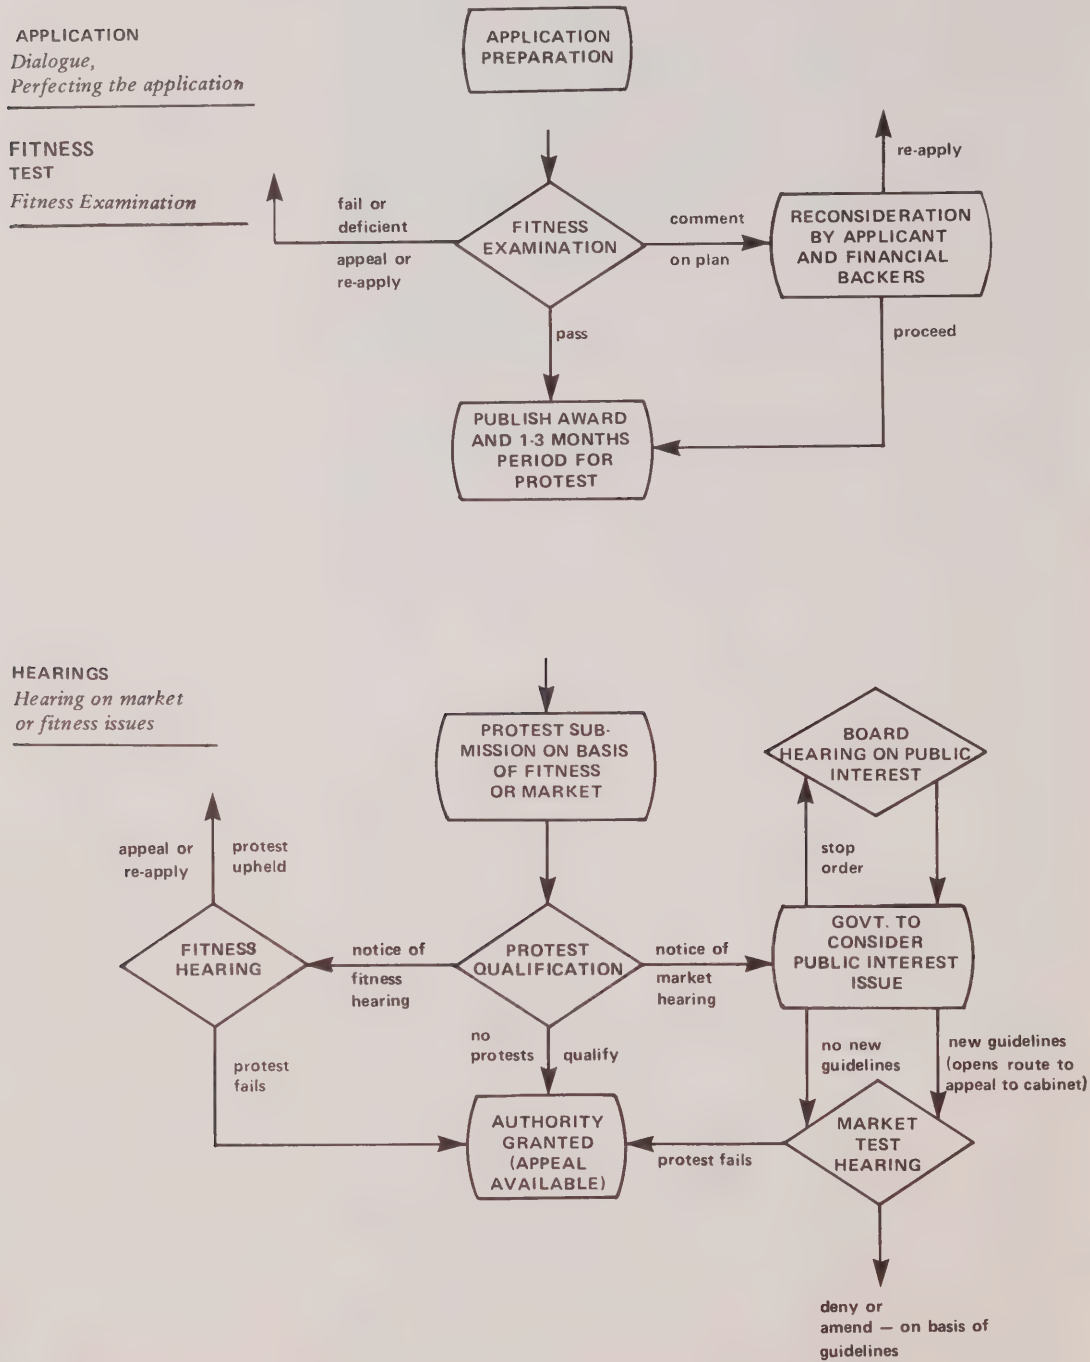 APPLICATION
Dialogue,
Perfecting the application
APPLICATION
PREPARATION
FITNESS
TEST
Fitness Examination
fail or
deficient
appeal or
re-apply
FITNESS
EXAMINATION
comment
on plan
re-apply
RECONSIDERATION
BY APPLICANT
AND FINANCIAL
BACKERS
pass
proceed
PUBLISH AWARD
AND 1-3 MONTHS
PERIOD FOR
PROTEST
HEARINGS
Hearing on market
or fitness issues
PROTEST SUB-
MISSION ON BASIS
OF FITNESS
OR MARKET
BOARD
HEARING ON PUBLIC
INTEREST
appeal or
re-apply
protest
upheld
stop
order
FITNESS
HEARING
notice of
fitness
hearing
PROTEST
QUALIFICATION
notice of
market
hearing
GOVT. TO
CONSIDER
PUBLIC INTEREST
ISSUE
protest
fails
no
protests
qualify
no new
guidelines
new guidelines
(opens route to
appeal to cabinet)
AUTHORITY
GRANTED
(APPEAL
AVAILABLE)
protest fails
MARKET
TEST
HEARING
deny or
amend — on basis of
guidelines